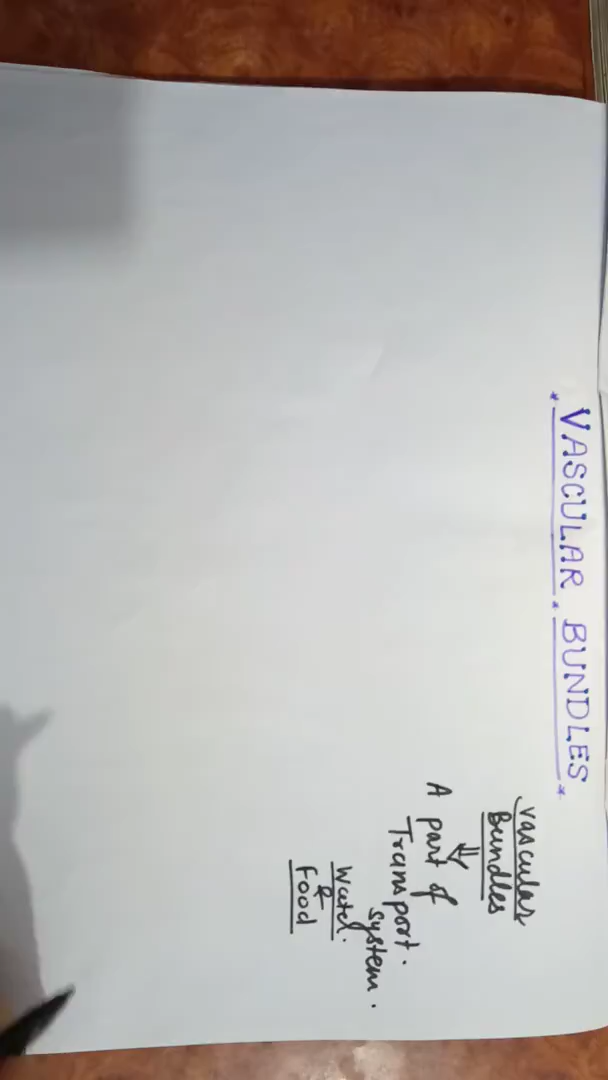 VASCULAR BUNDLES
Vascular
Bundles
A part of
Transport.
system.
Water.
&
Food